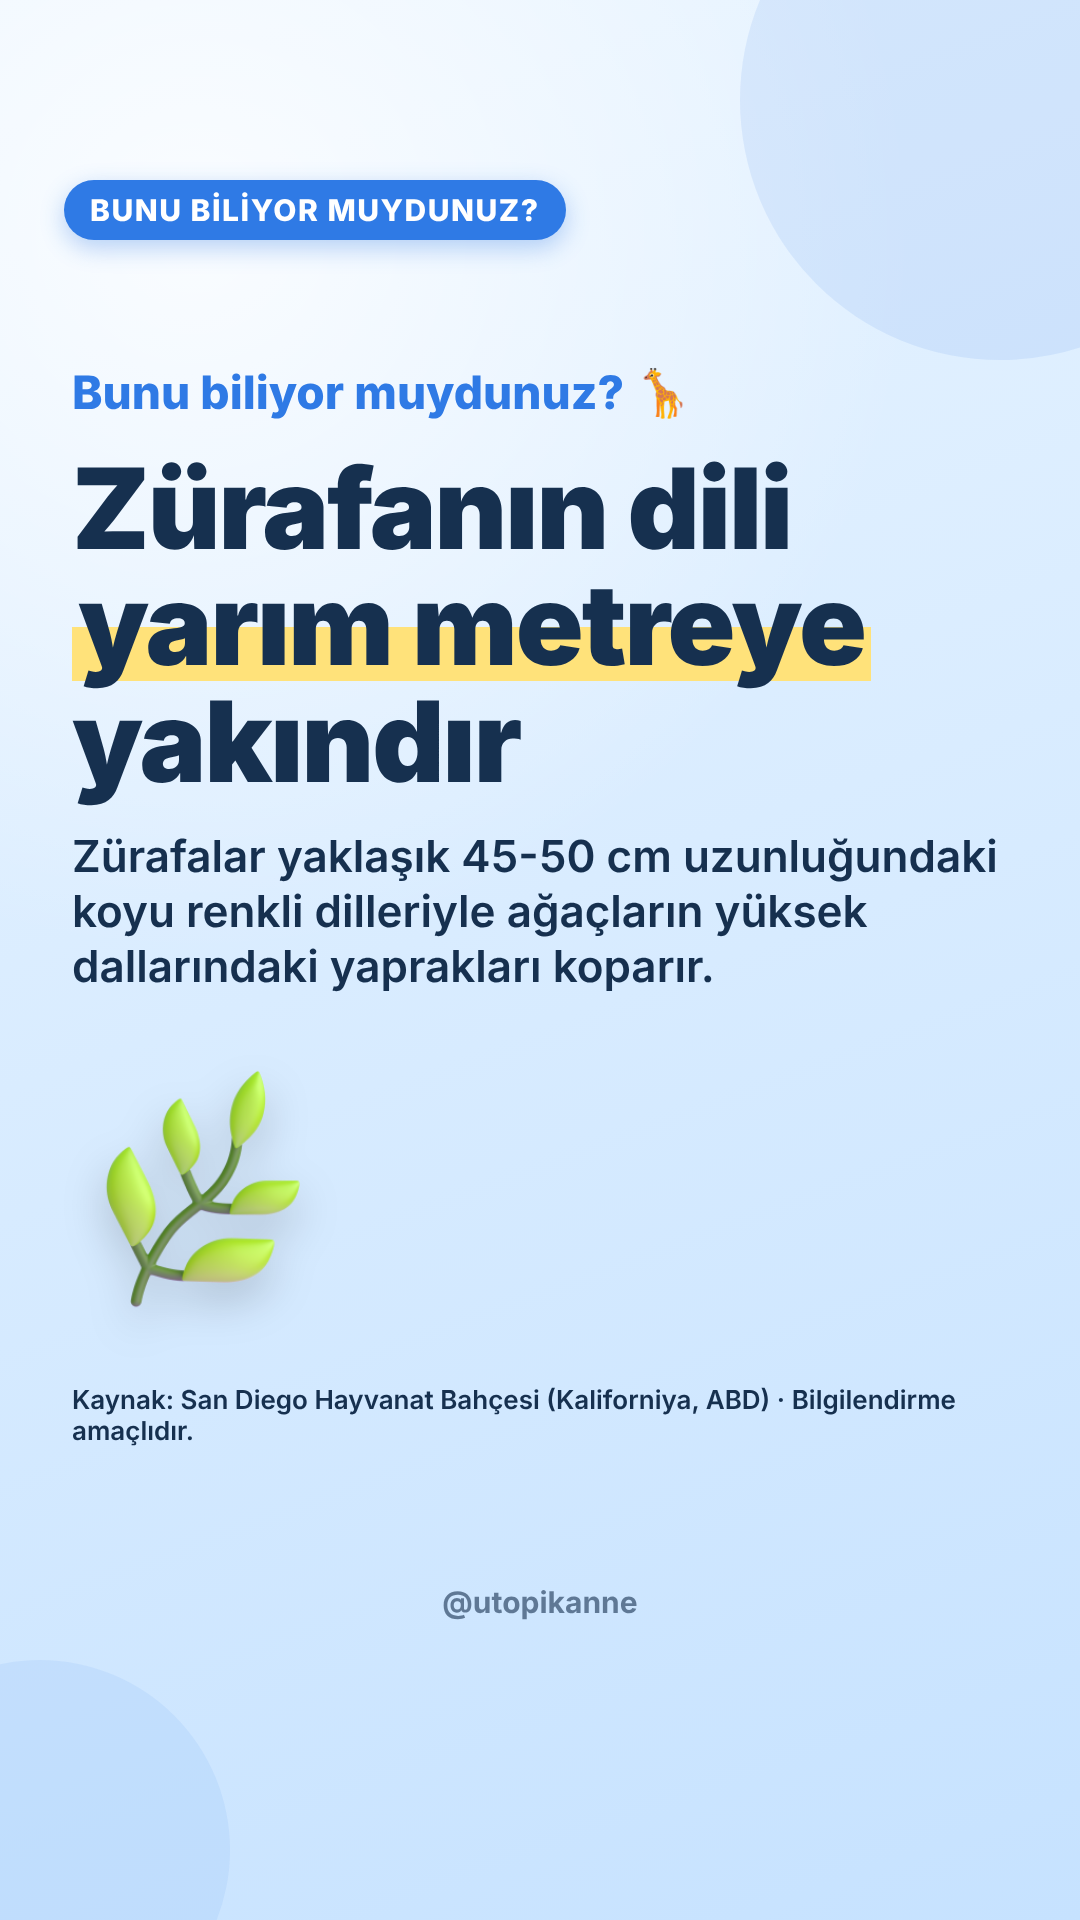 BUNU BİLİYOR MUYDUNUZ?
Bunu biliyor muydunuz? 🦒
Zürafanın dili
yarım metreye
yakındır
Zürafalar yaklaşık 45-50 cm uzunluğundaki
koyu renkli dilleriyle ağaçların yüksek
dallarındaki yaprakları koparır.
Kaynak: San Diego Hayvanat Bahçesi (Kaliforniya, ABD) · Bilgilendirme
amaçlıdır.
@utopikanne